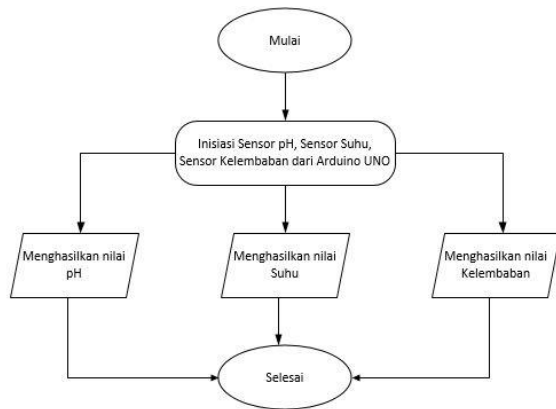 Mulai
Inisiasi Sensor pH, Sensor Suhu,
Sensor Kelembaban dari Arduino UNO
Menghasilkan nilai
pH
Menghasilkan nilai
Suhu
Menghasilkan nilai
Kelembaban
Selesai